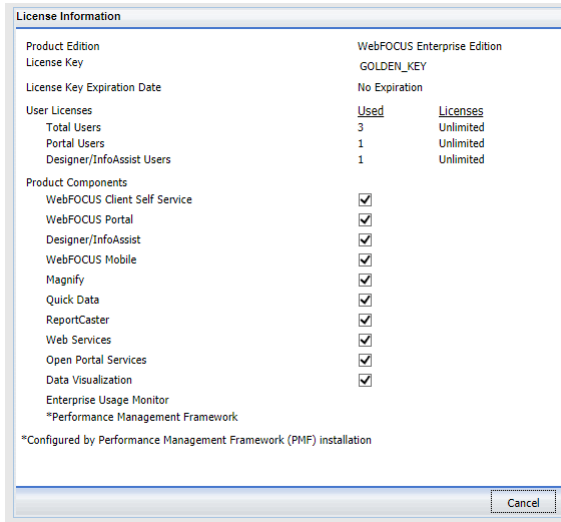 License Information
Product Edition WebFOCUS Enterprise Edition
License Key GOLDEN_KEY
License Key Expiration Date No Expiration
User Licenses Used Licenses
Total Users 3 Unlimited
Portal Users 1 Unlimited
Designer/InfoAssist Users 1 Unlimited
Product Components
WebFOCUS Client Self Service
WebFOCUS Portal
Designer/InfoAssist
WebFOCUS Mobile
Magnify
Quick Data
ReportCaster
Web Services
Open Portal Services
Data Visualization
Enterprise Usage Monitor
*Performance Management Framework
*Configured by Performance Management Framework (PMF) installation
Cancel